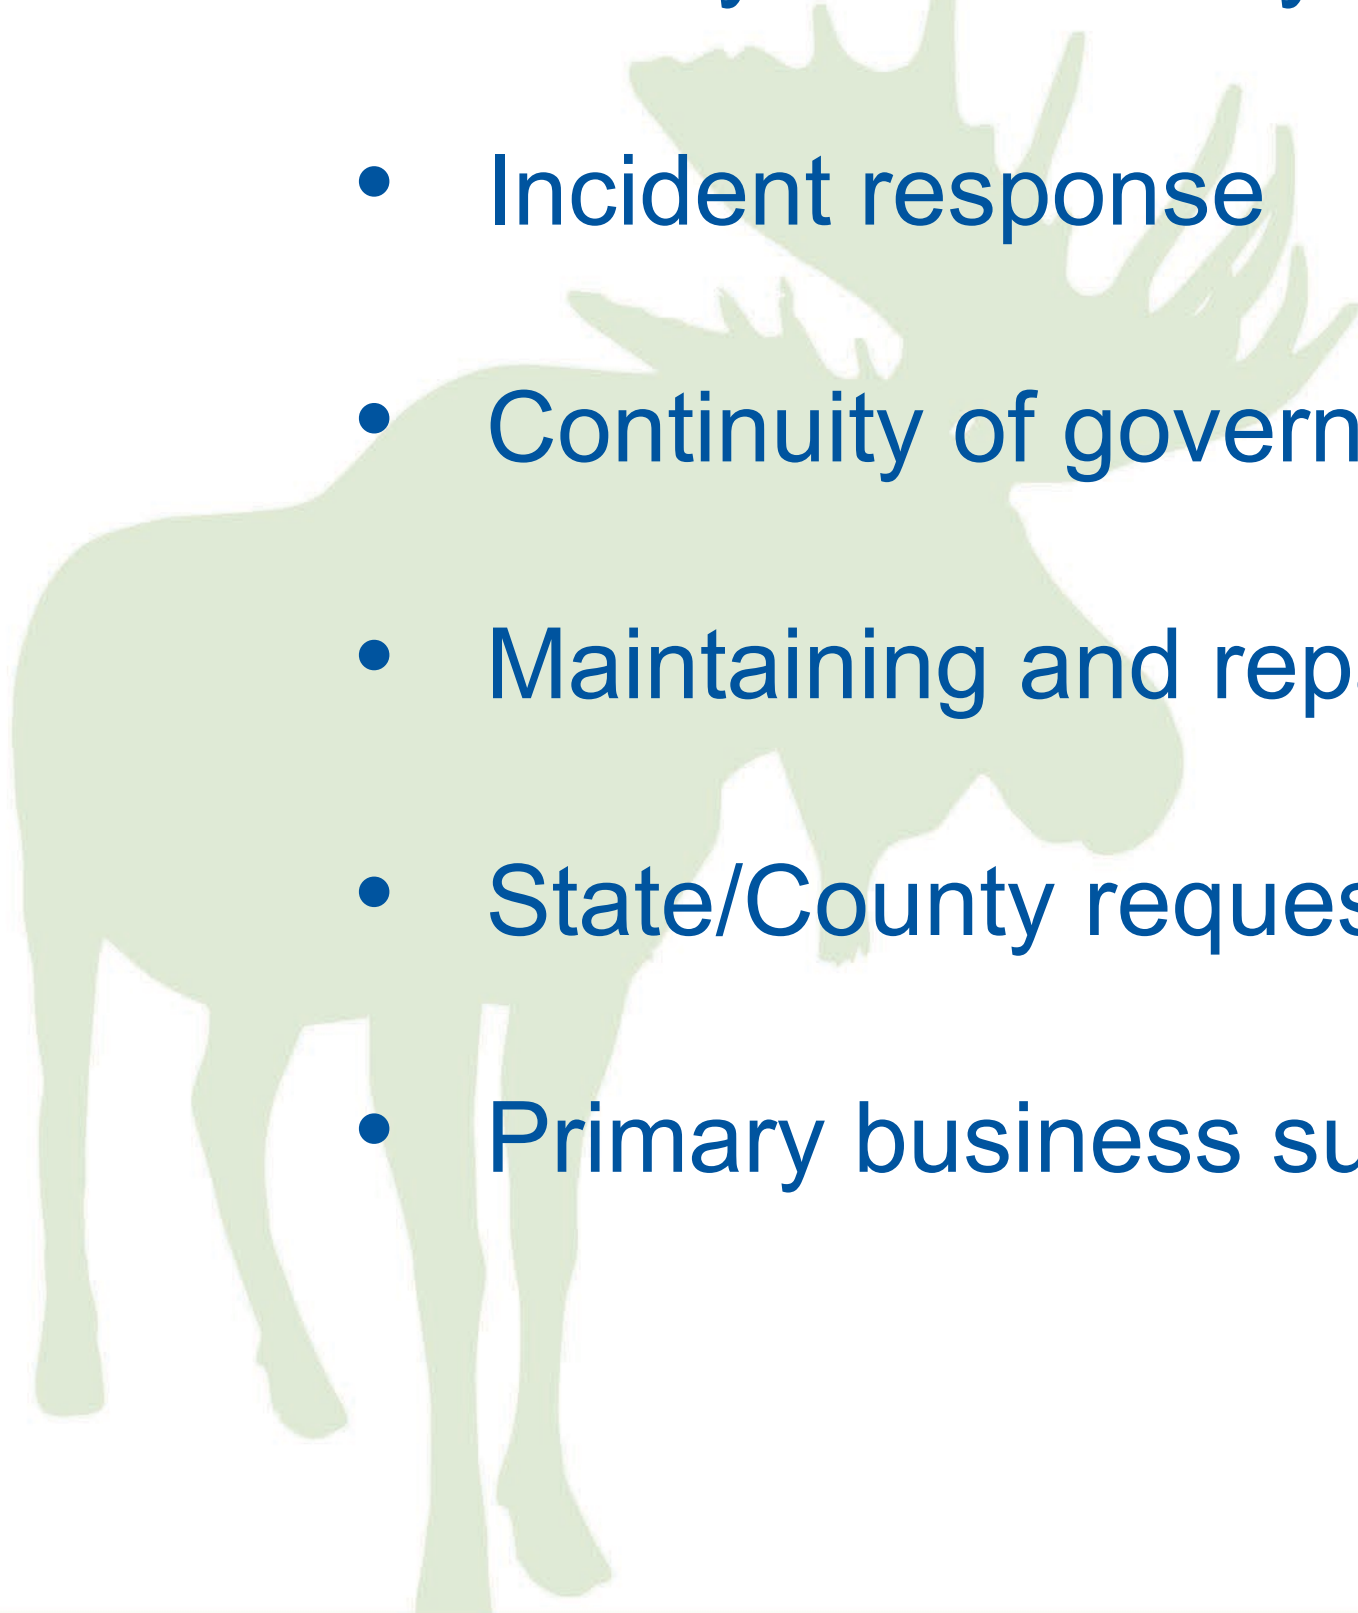 • Incident response
• Continuity of govern
• Maintaining and rep
• State/County reques
• Primary business su